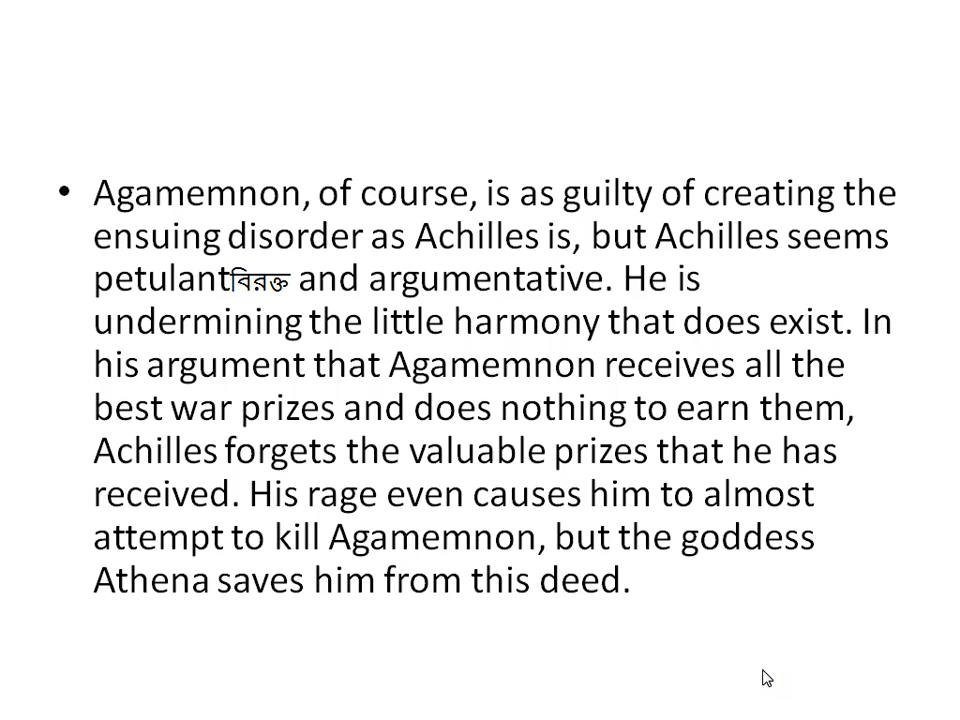 • Agamemnon, of course, is as guilty of creating the
ensuing disorder as Achilles is, but Achilles seems
petulantবিরক্ত and argumentative. He is
undermining the little harmony that does exist. In
his argument that Agamemnon receives all the
best war prizes and does nothing to earn them,
Achilles forgets the valuable prizes that he has
received. His rage even causes him to almost
attempt to kill Agamemnon, but the goddess
Athena saves him from this deed.